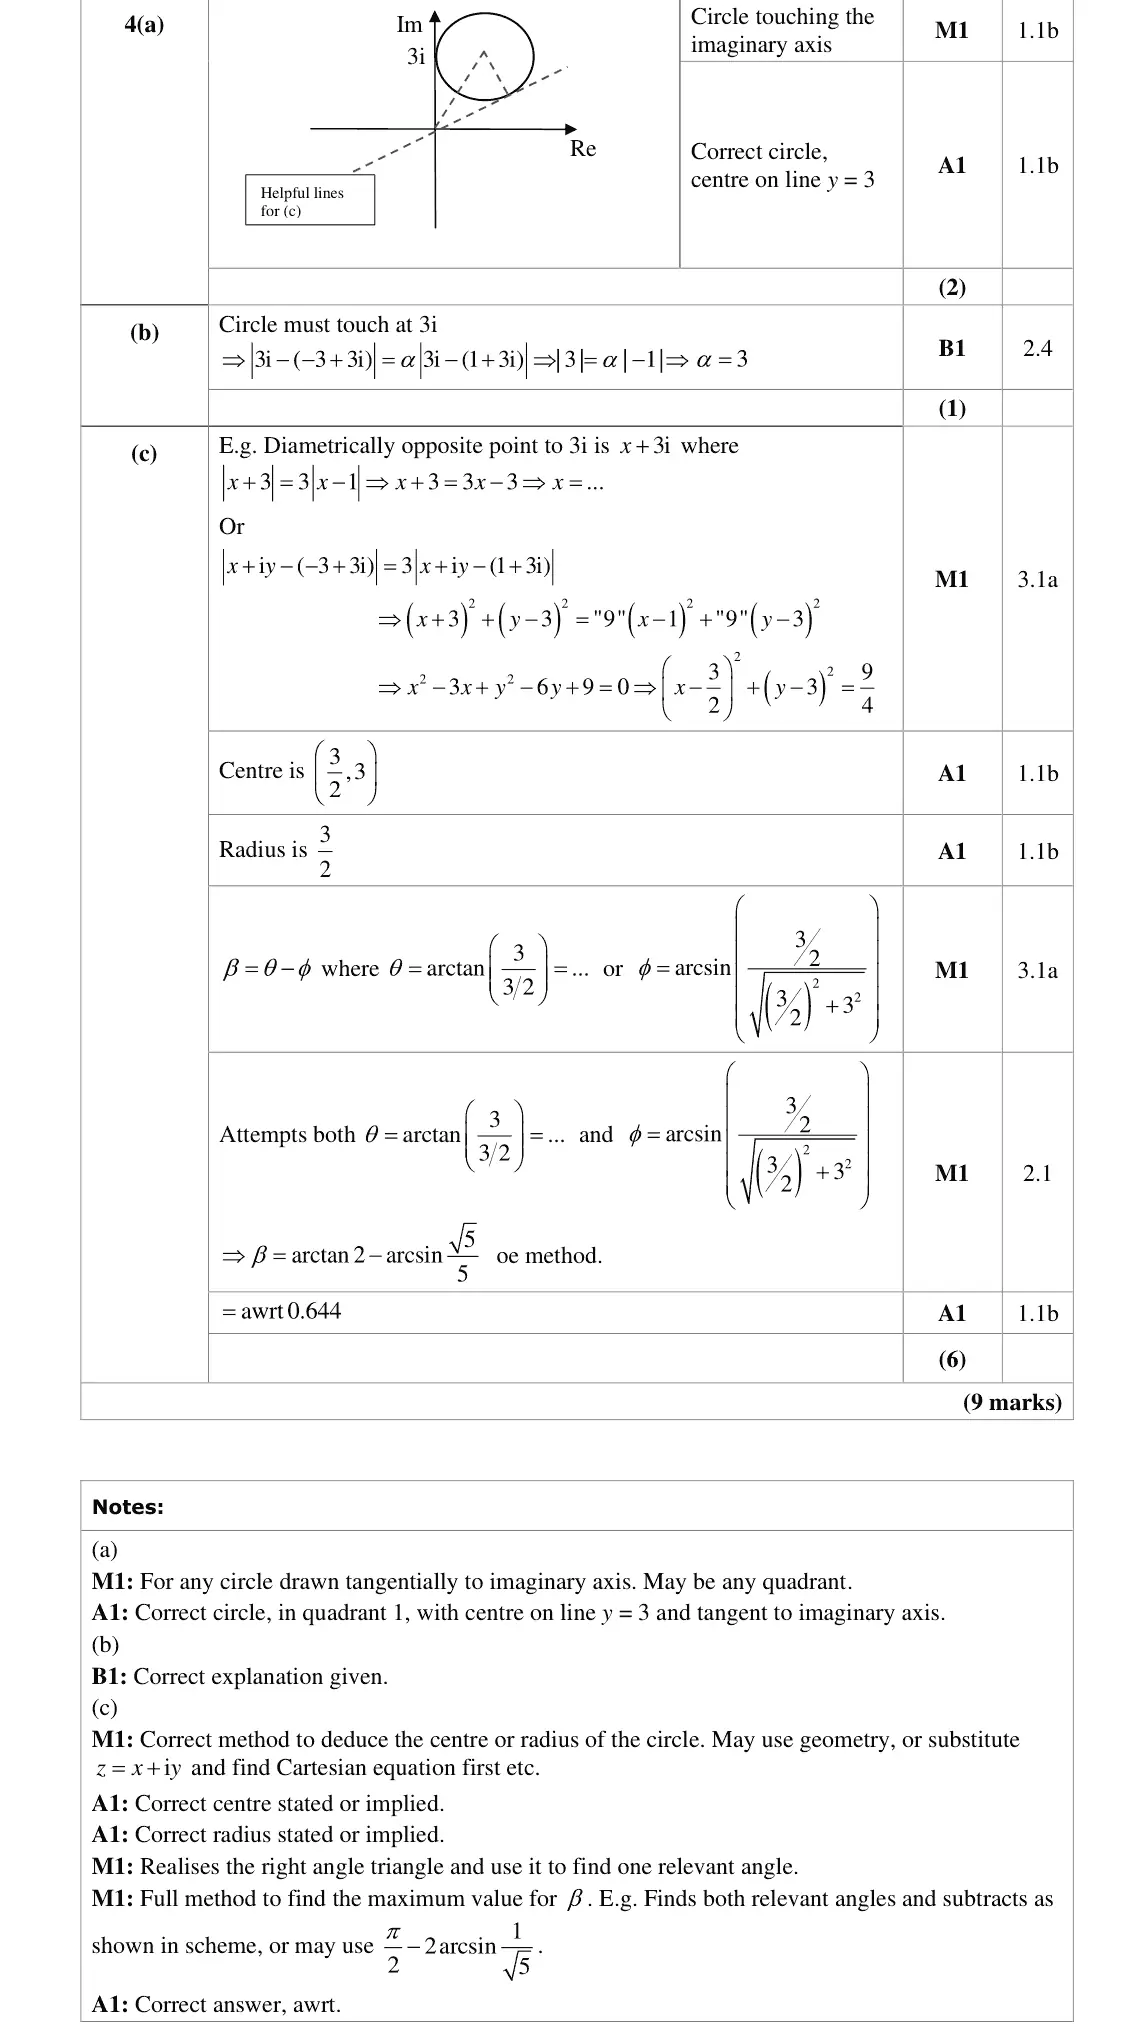 4(a)
Im
3i
Re
Helpful lines
for (c)
Circle touching the
imaginary axis
M1
1.1b
Correct circle,
centre on line y = 3
A1
1.1b
(2)
(b)
Circle must touch at 3i
⇒ |3i − (−3 + 3i)| = α |3i − (1 + 3i)| ⇒ | 3 |= α | −1 | ⇒ α = 3
B1
2.4
(1)
(c)
E.g. Diametrically opposite point to 3i is x + 3i where
|x + 3| = 3|x − 1| ⇒ x + 3 = 3x − 3 ⇒ x = ...
Or
|x + iy − (−3 + 3i)| = 3|x + iy − (1 + 3i)|
⇒ (x + 3)² + (y − 3)² = "9"(x − 1)² + "9"(y − 3)²
⇒ x² − 3x + y² − 6y + 9 = 0 ⇒ (x − 3/2)² + (y − 3)² = 9/4
M1
3.1a
Centre is (3/2, 3)
A1
1.1b
Radius is 3/2
A1
1.1b
β = θ − ϕ where θ = arctan(3/(3/2)) = ... or ϕ = arcsin((3/2)/√((3/2)² + 3²))
M1
3.1a
Attempts both θ = arctan(3/(3/2)) = ... and ϕ = arcsin((3/2)/√((3/2)² + 3²))
⇒ β = arctan 2 − arcsin √5/5 oe method.
M1
2.1
= awrt 0.644
A1
1.1b
(6)
(9 marks)
Notes:
(a)
M1: For any circle drawn tangentially to imaginary axis. May be any quadrant.
A1: Correct circle, in quadrant 1, with centre on line y = 3 and tangent to imaginary axis.
(b)
B1: Correct explanation given.
(c)
M1: Correct method to deduce the centre or radius of the circle. May use geometry, or substitute
z = x + iy and find Cartesian equation first etc.
A1: Correct centre stated or implied.
A1: Correct radius stated or implied.
M1: Realises the right angle triangle and use it to find one relevant angle.
M1: Full method to find the maximum value for β. E.g. Finds both relevant angles and subtracts as
shown in scheme, or may use π/2 − 2 arcsin 1/√5.
A1: Correct answer, awrt.